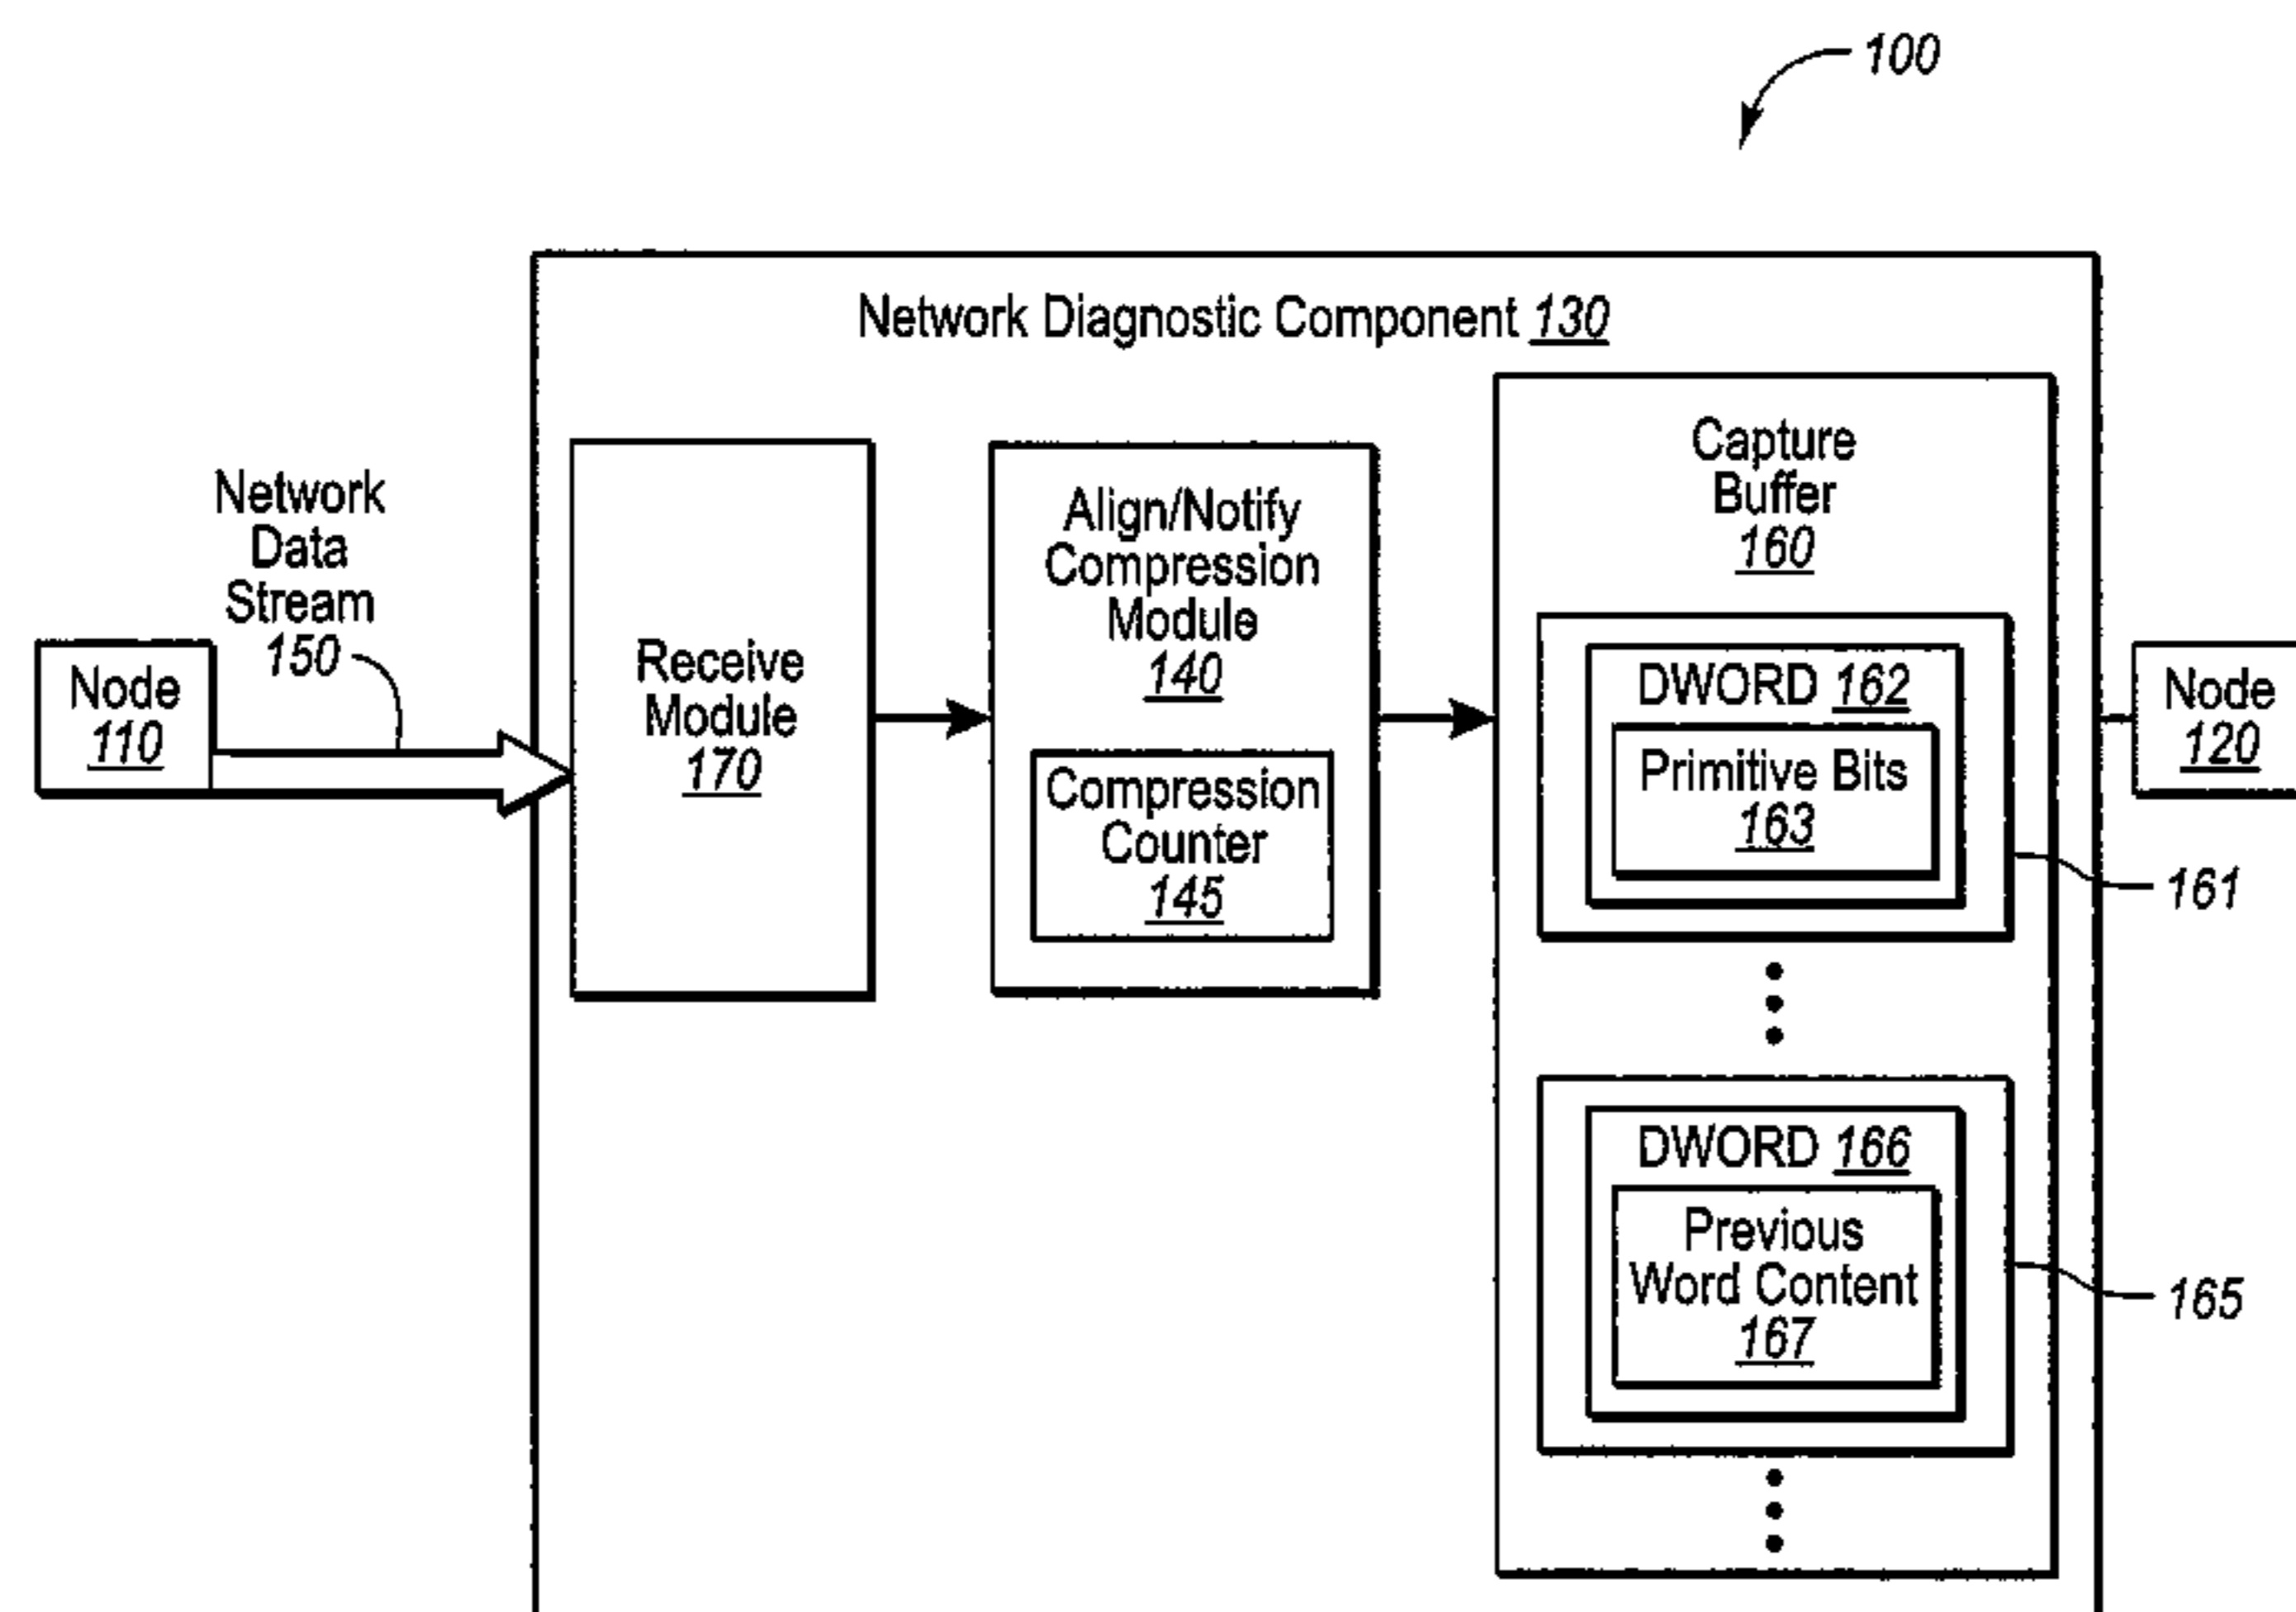 100
Network Diagnostic Component 130
Network
Data
Stream
150
Node
110
Receive
Module
170
Align/Notify
Compression
Module
140
Compression
Counter
145
Capture
Buffer
160
DWORD 162
Primitive Bits
163
161
DWORD 166
Previous
Word Content
167
165
Node
120